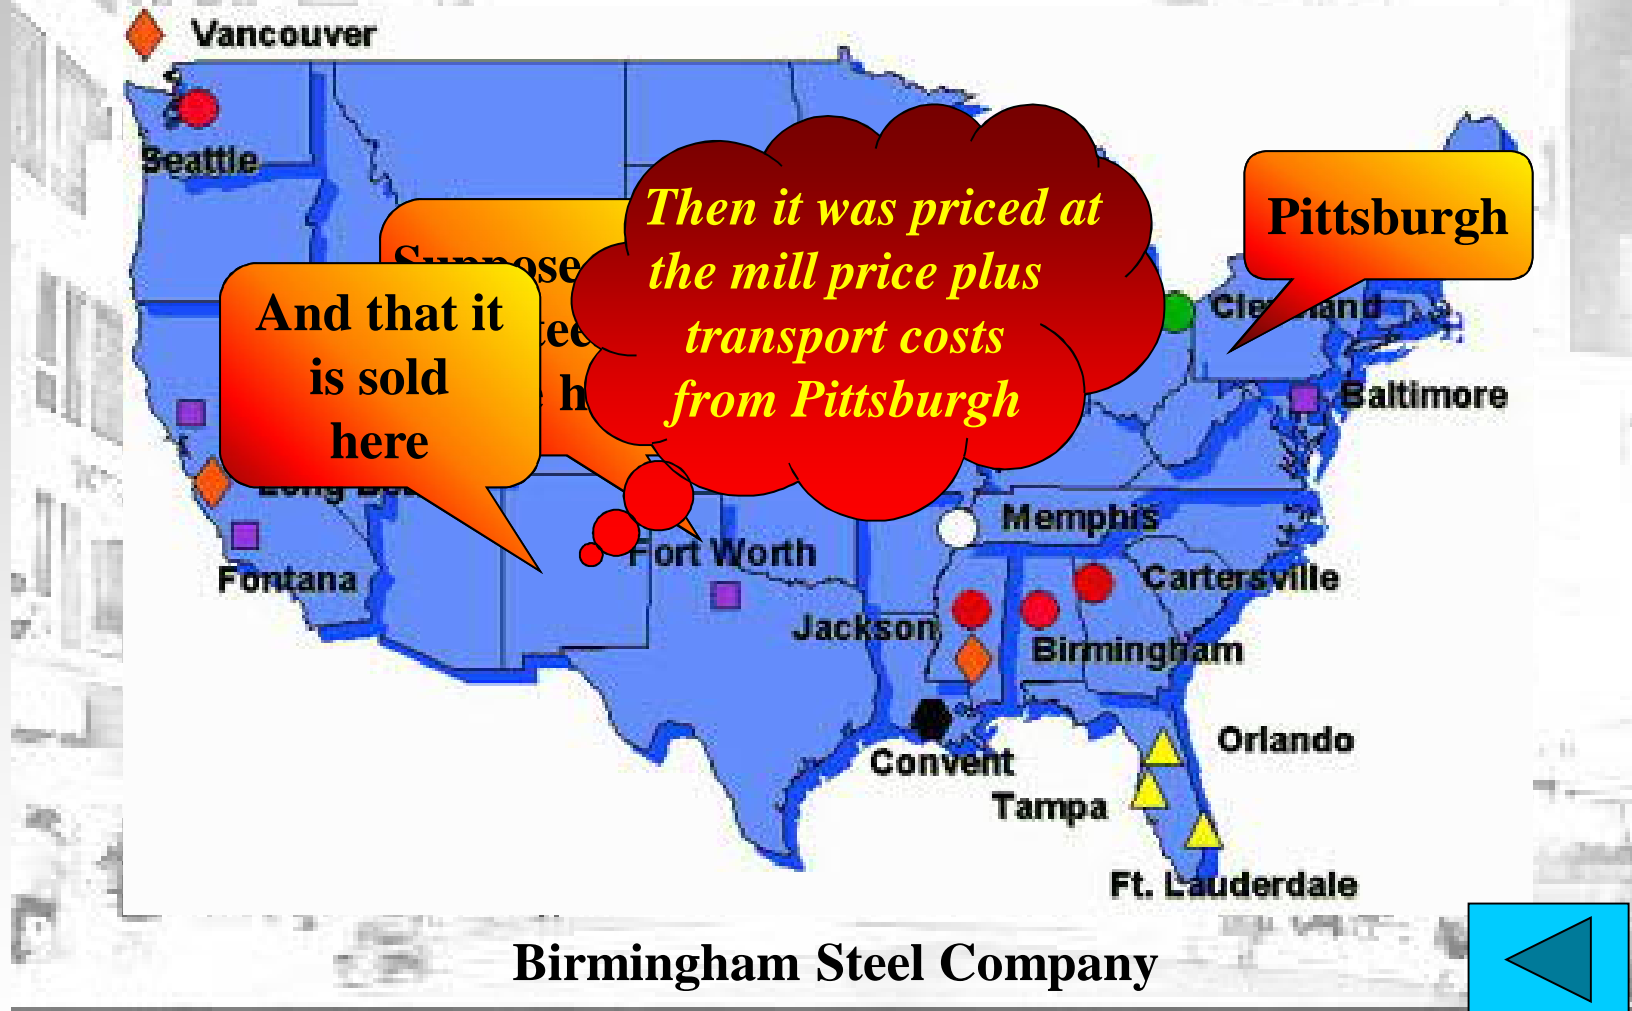 Vancouver
Seattle
Suppose
And that it
is sold
here
Then it was priced at
the mill price plus
transport costs
from Pittsburgh
Pittsburgh
Baltimore
Fontana
Fort Worth
Memphis
Cartersville
Jackson
Birmingham
Convent
Orlando
Tampa
Ft. Lauderdale
Birmingham Steel Company